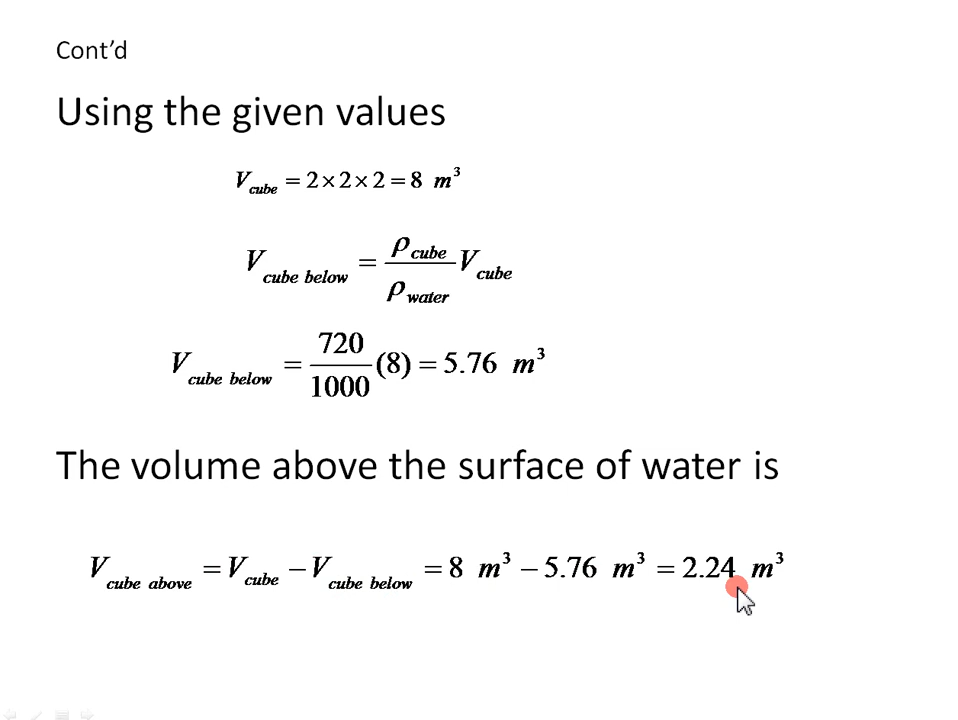 Cont’d
Using the given values
V_cube = 2 × 2 × 2 = 8 m³
V_cube below = ρ_cube / ρ_water V_cube
V_cube below = 720 / 1000 (8) = 5.76 m³
The volume above the surface of water is
V_cube above = V_cube − V_cube below = 8 m³ − 5.76 m³ = 2.24 m³